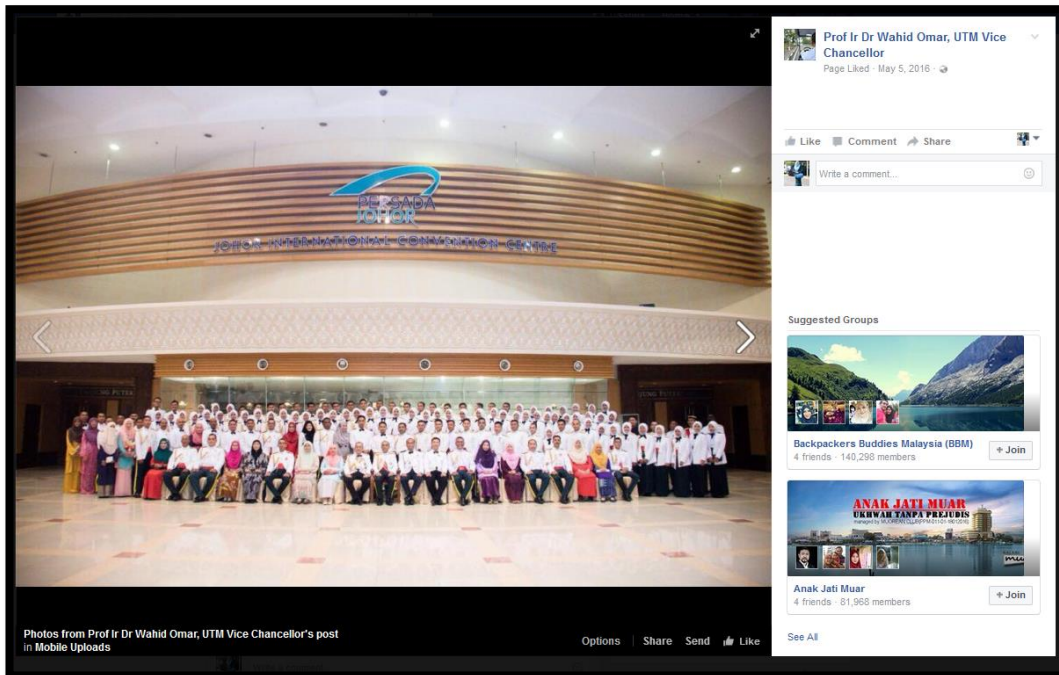 PERSADA
JOHOR
JOHOR INTERNATIONAL CONVENTION CENTRE
Photos from Prof Ir Dr Wahid Omar, UTM Vice Chancellor's post
in Mobile Uploads
Options Share Send Like
Prof Ir Dr Wahid Omar, UTM Vice
Chancellor
Page Liked · May 5, 2016 ·
Like Comment Share
Write a comment...
Suggested Groups
Backpackers Buddies Malaysia (BBM)
4 friends · 140,298 members
+ Join
ANAK JATI MUAR
UKHWAH TANPA PREJUDIS
Anak Jati Muar
4 friends · 81,968 members
+ Join
See All